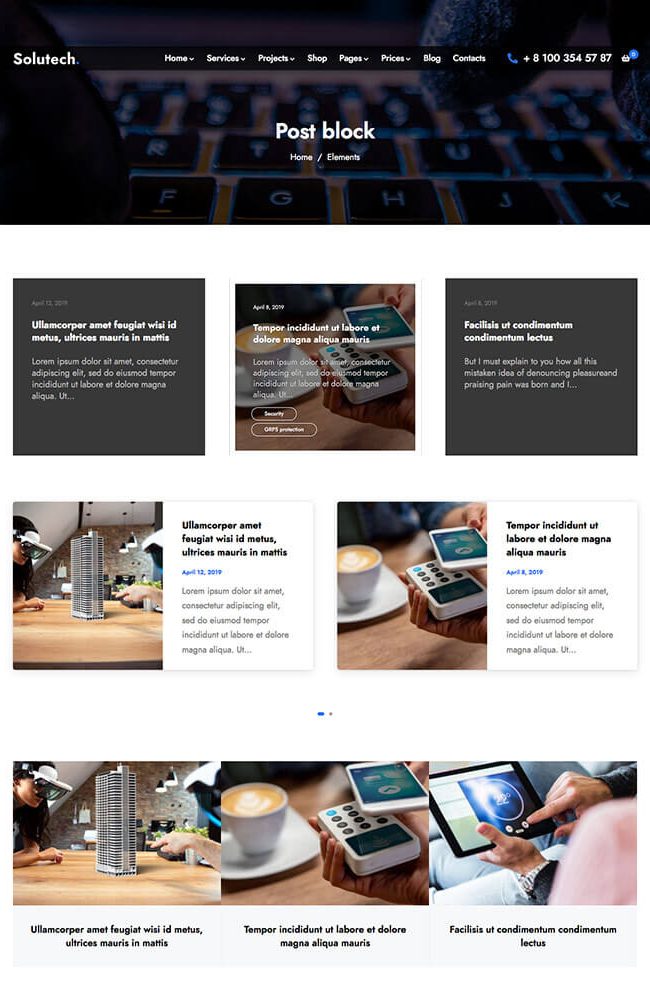 Solutech.
Home Services Projects Shop Pages Prices Blog Contacts + 8 100 354 57 87 0
Post block
Home / Elements
F G H J K
April 12, 2019
Ullamcorper amet feugiat wisi id
metus, ultrices mauris in mattis
Lorem ipsum dolor sit amet, consectetur
adipiscing elit, sed do eiusmod tempor
incididunt ut labore et dolore magna
aliqua. Ut...
April 8, 2019
Tempor incididunt ut labore et
dolore magna aliqua mauris
Lorem ipsum dolor sit amet, consectetur
adipiscing elit, sed do eiusmod tempor
incididunt ut labore et dolore magna
aliqua. Ut...
Security
GRPS protection
April 8, 2019
Facilisis ut condimentum
condimentum lectus
But I must explain to you how all this
mistaken idea of denouncing pleasureand
praising pain was born and I...
Ullamcorper amet
feugiat wisi id metus,
ultrices mauris in mattis
April 12, 2019
Lorem ipsum dolor sit amet,
consectetur adipiscing elit,
sed do eiusmod tempor
incididunt ut labore et dolore
magna aliqua. Ut...
Tempor incididunt ut
labore et dolore magna
aliqua mauris
April 8, 2019
Lorem ipsum dolor sit amet,
consectetur adipiscing elit,
sed do eiusmod tempor
incididunt ut labore et dolore
magna aliqua. Ut...
Ullamcorper amet feugiat wisi id metus,
ultrices mauris in mattis
Tempor incididunt ut labore et dolore
magna aliqua mauris
Facilisis ut condimentum condimentum
lectus